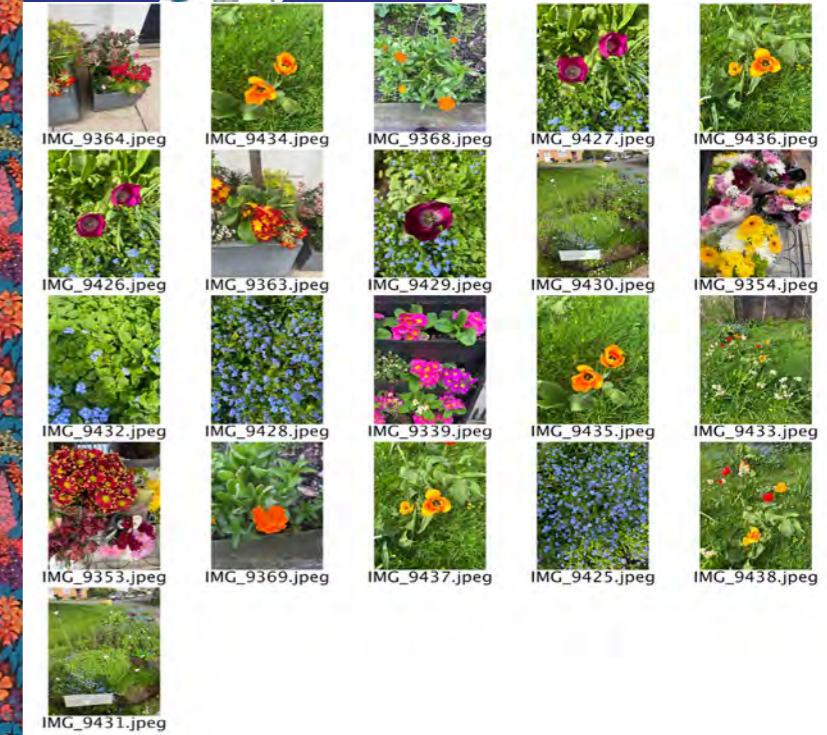 IMG_9364.jpeg IMG_9434.jpeg IMG_9368.jpeg IMG_9427.jpeg IMG_9436.jpeg
IMG_9426.jpeg IMG_9363.jpeg IMG_9429.jpeg IMG_9430.jpeg IMG_9354.jpeg
IMG_9432.jpeg IMG_9428.jpeg IMG_9339.jpeg IMG_9435.jpeg IMG_9433.jpeg
IMG_9353.jpeg IMG_9369.jpeg IMG_9437.jpeg IMG_9425.jpeg IMG_9438.jpeg
IMG_9431.jpeg